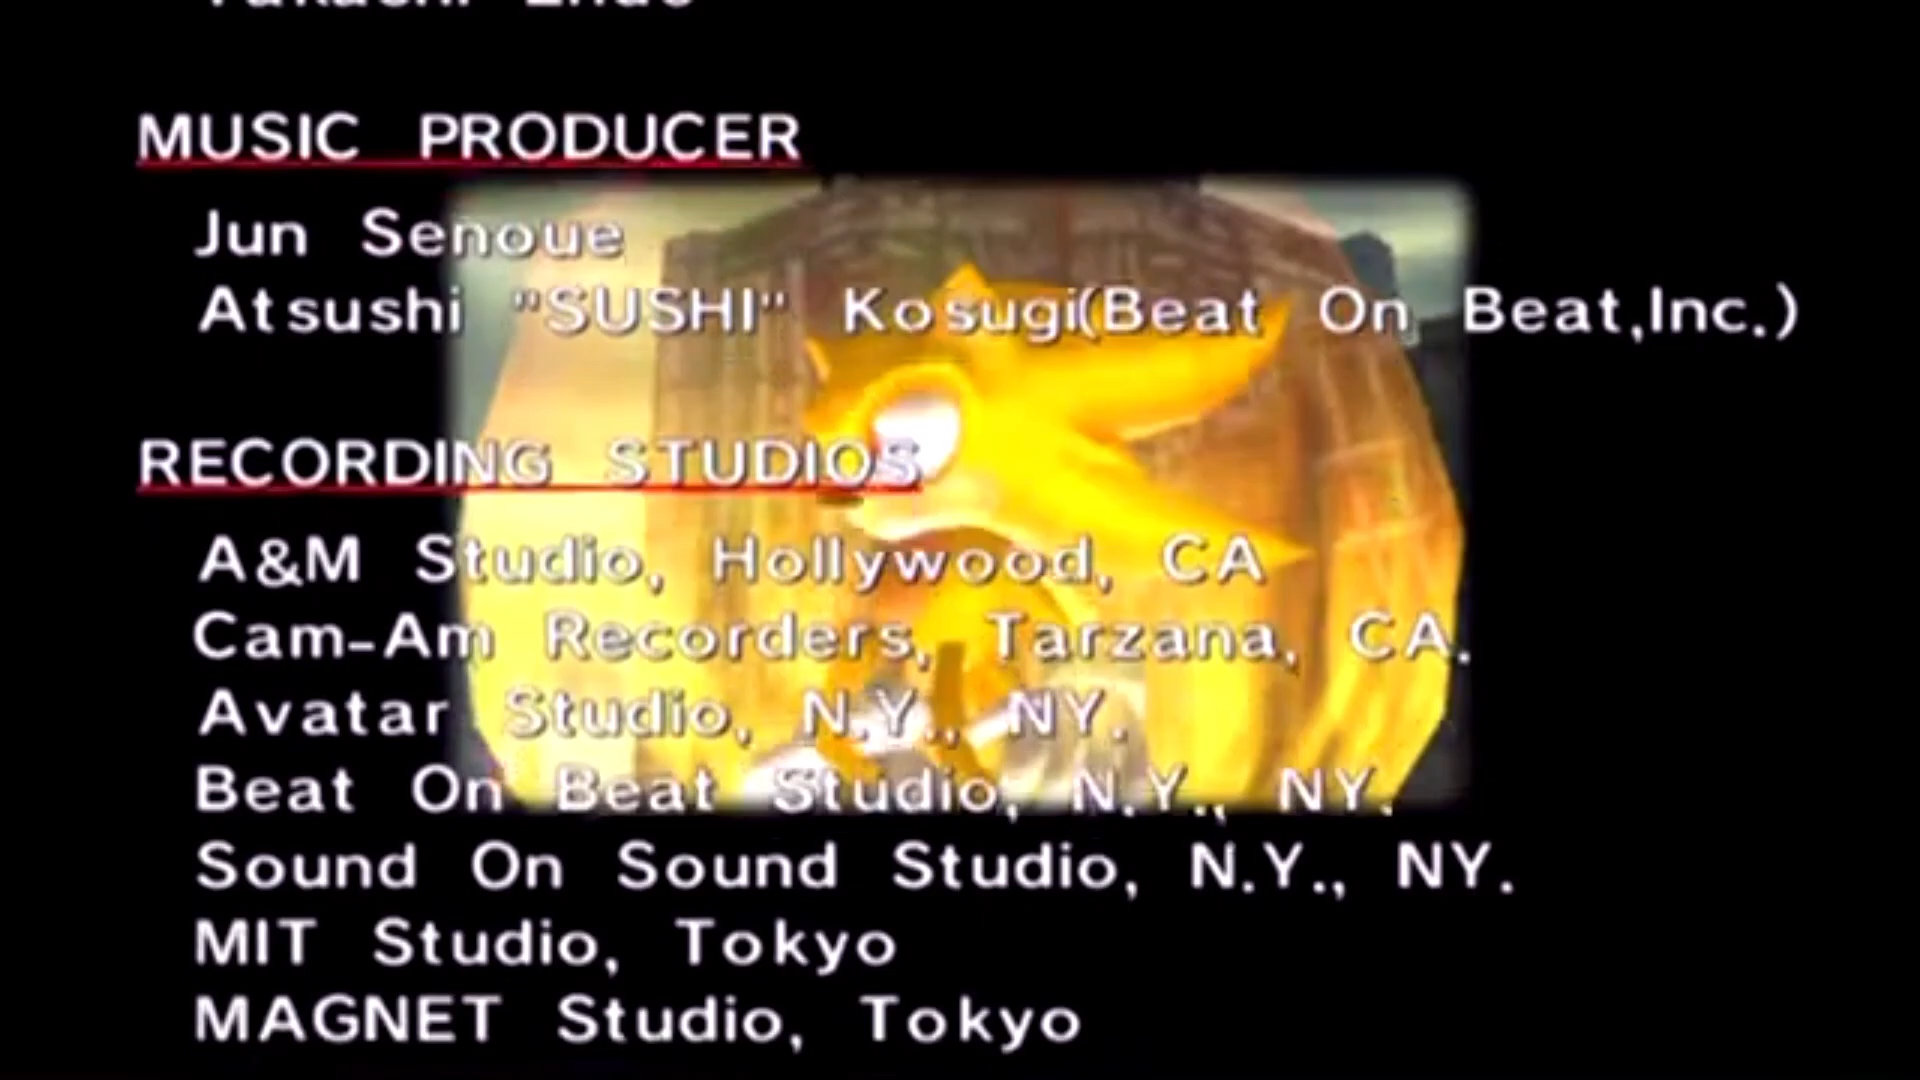 MUSIC PRODUCER
Jun Senoue
Atsushi "SUSHI" Kosugi(Beat On Beat,Inc.)
RECORDING STUDIOS
A&M Studio, Hollywood, CA
Cam-Am Recorders, Tarzana, CA.
Avatar Studio, N.Y., NY.
Beat On Beat Studio, N.Y., NY.
Sound On Sound Studio, N.Y., NY.
MIT Studio, Tokyo
MAGNET Studio, Tokyo